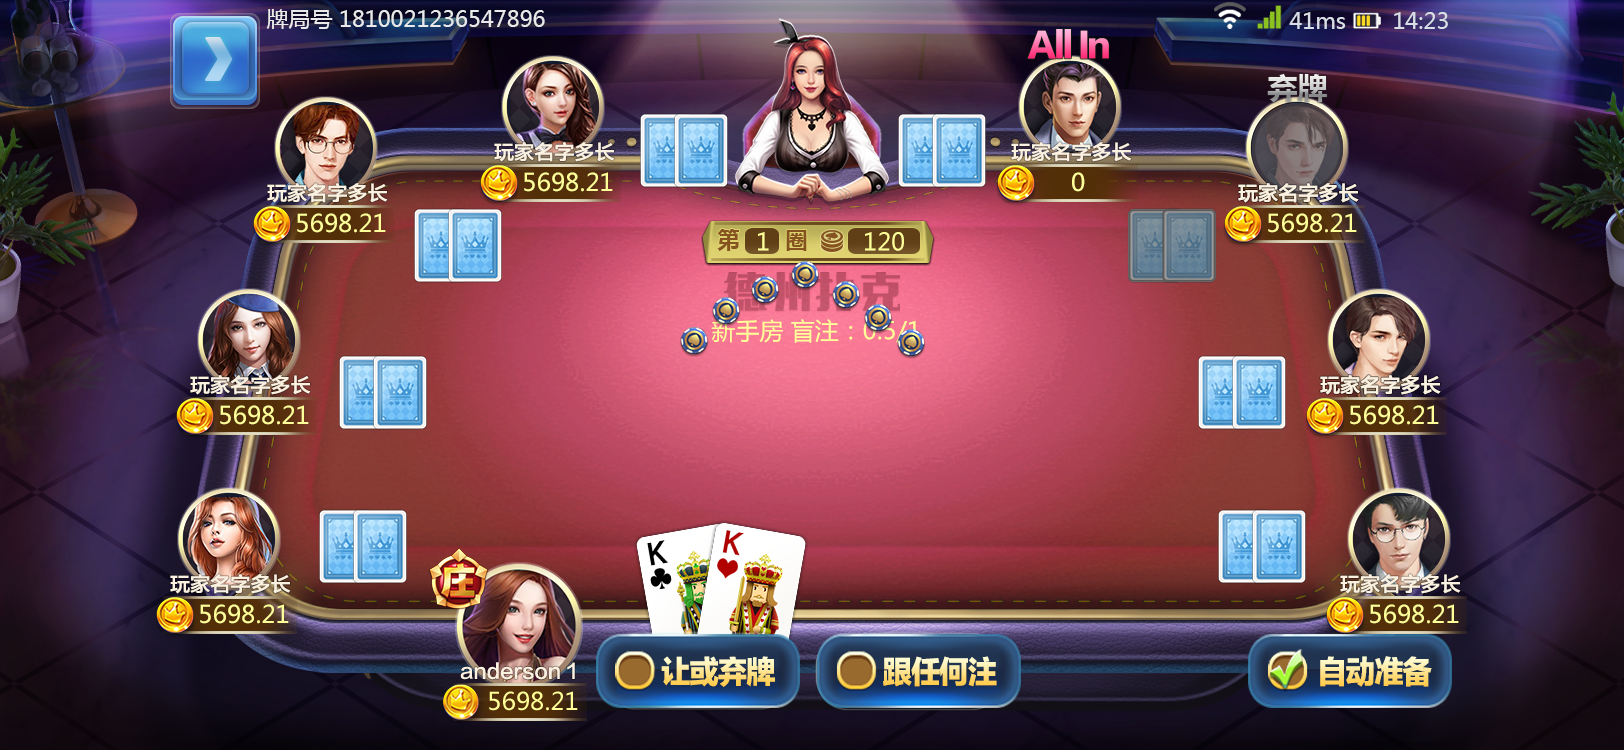 牌局号 1810021236547896
41ms 14:23
All In
弃牌
玩家名字多长
5698.21
玩家名字多长
0
玩家名字多长
5698.21
玩家名字多长
5698.21
第 1 圈 120
德州扑克
新手房 盲注：0.5/1
玩家名字多长
5698.21
玩家名字多长
5698.21
玩家名字多长
5698.21
玩家名字多长
5698.21
庄
K
K
anderson 1
5698.21
让或弃牌
跟任何注
自动准备